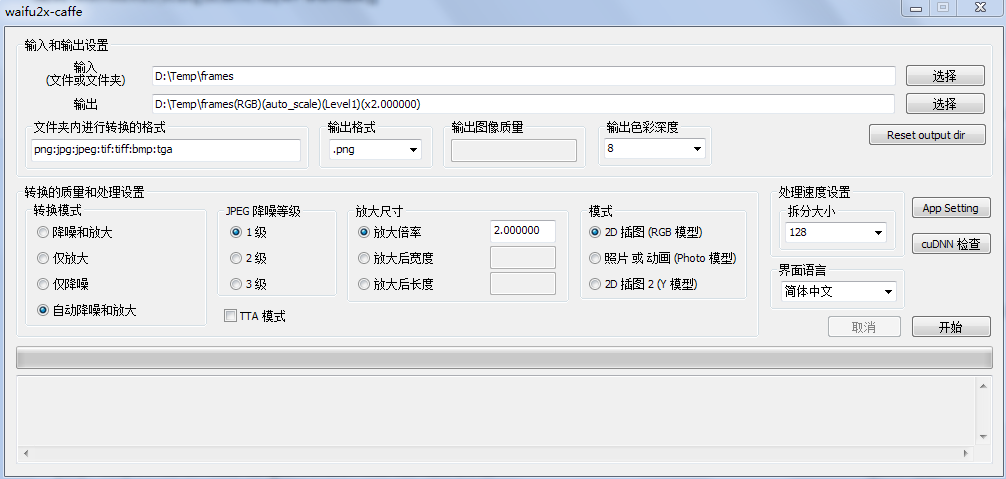 waifu2x-caffe
输入和输出设置
输入
(文件或文件夹)
D:\Temp\frames
选择
输出
D:\Temp\frames(RGB)(auto_scale)(Level1)(x2.000000)
选择
文件夹内进行转换的格式
输出格式
输出图像质量
输出色彩深度
png:jpg:jpeg:tif:tiff:bmp:tga
.png
8
Reset output dir
转换的质量和处理设置
转换模式
降噪和放大
仅放大
仅降噪
自动降噪和放大
JPEG 降噪等级
1 级
2 级
3 级
TTA 模式
放大尺寸
放大倍率
2.000000
放大后宽度
放大后长度
模式
2D 插图 (RGB 模型)
照片 或 动画 (Photo 模型)
2D 插图 2 (Y 模型)
处理速度设置
拆分大小
128
界面语言
简体中文
App Setting
cuDNN 检查
取消
开始